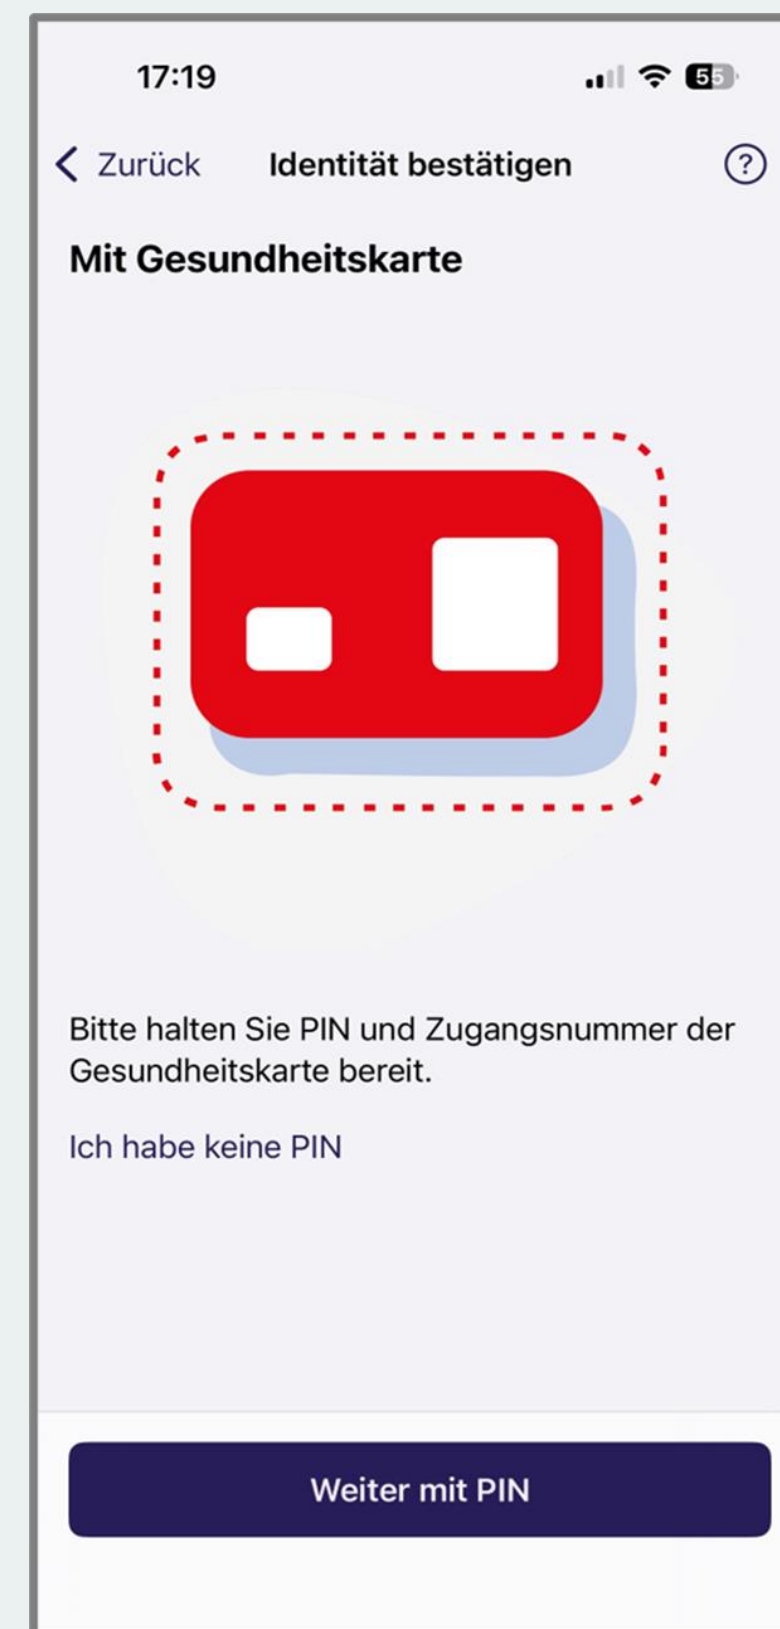 17:19
55
Zurück
Identität bestätigen
?
Mit Gesundheitskarte
Bitte halten Sie PIN und Zugangsnummer der
Gesundheitskarte bereit.
Ich habe keine PIN
Weiter mit PIN